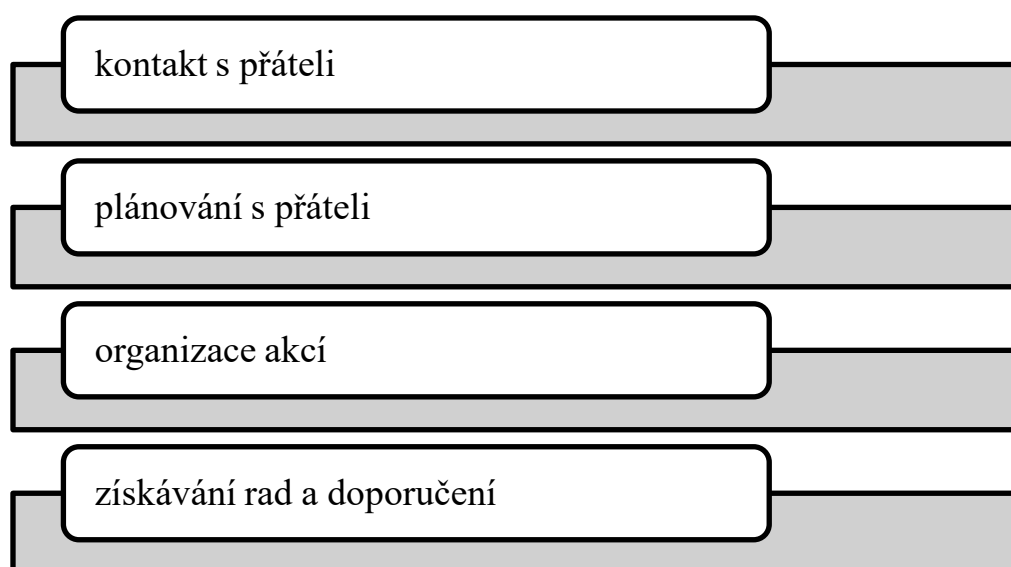 kontakt s přáteli
plánování s přáteli
organizace akcí
získávání rad a doporučení